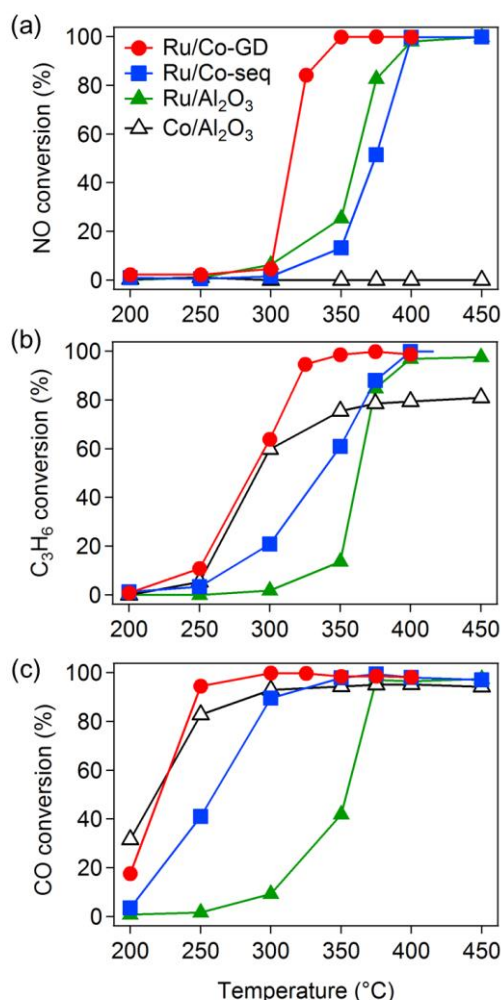 (a)
100
80
60
40
20
0
NO conversion (%)
Ru/Co-GD
Ru/Co-seq
Ru/Al₂O₃
Co/Al₂O₃
200 250 300 350 400 450
(b)
100
80
60
40
20
0
C₃H₆ conversion (%)
200 250 300 350 400 450
(c)
100
80
60
40
20
0
CO conversion (%)
200 250 300 350 400 450
Temperature (°C)